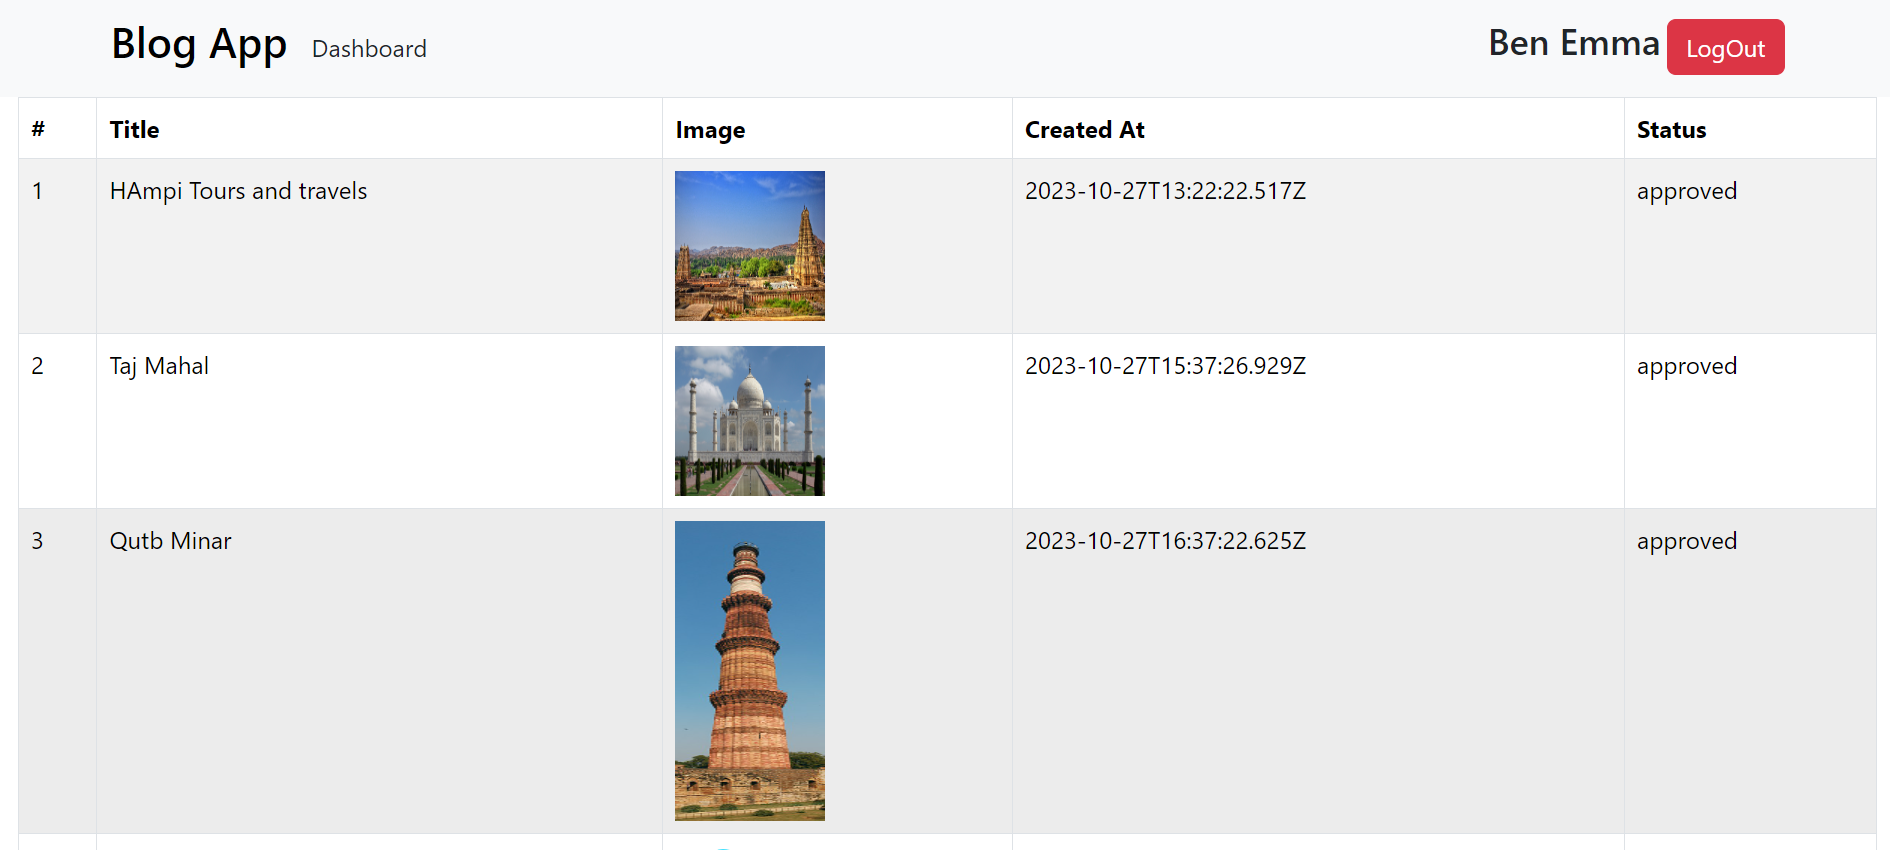 Blog App Dashboard Ben Emma LogOut
# Title Image Created At Status
1 HAmpi Tours and travels 2023-10-27T13:22:22.517Z approved
2 Taj Mahal 2023-10-27T15:37:26.929Z approved
3 Qutb Minar 2023-10-27T16:37:22.625Z approved